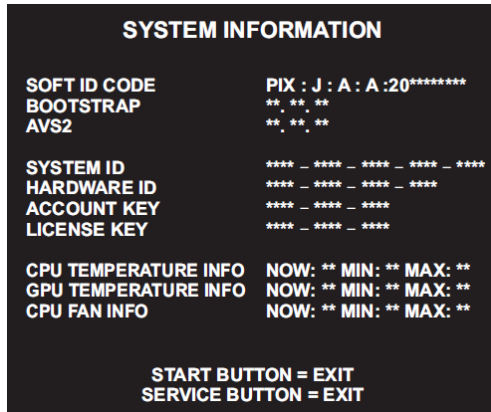 SYSTEM INFORMATION
SOFT ID CODE PIX : J : A : A :20********
BOOTSTRAP **. **. **
AVS2 **. **. **
SYSTEM ID **** – **** – **** – **** – ****
HARDWARE ID **** – **** – **** – ****
ACCOUNT KEY **** – **** – ****
LICENSE KEY **** – **** – ****
CPU TEMPERATURE INFO NOW: ** MIN: ** MAX: **
GPU TEMPERATURE INFO NOW: ** MIN: ** MAX: **
CPU FAN INFO NOW: ** MIN: ** MAX: **
START BUTTON = EXIT
SERVICE BUTTON = EXIT